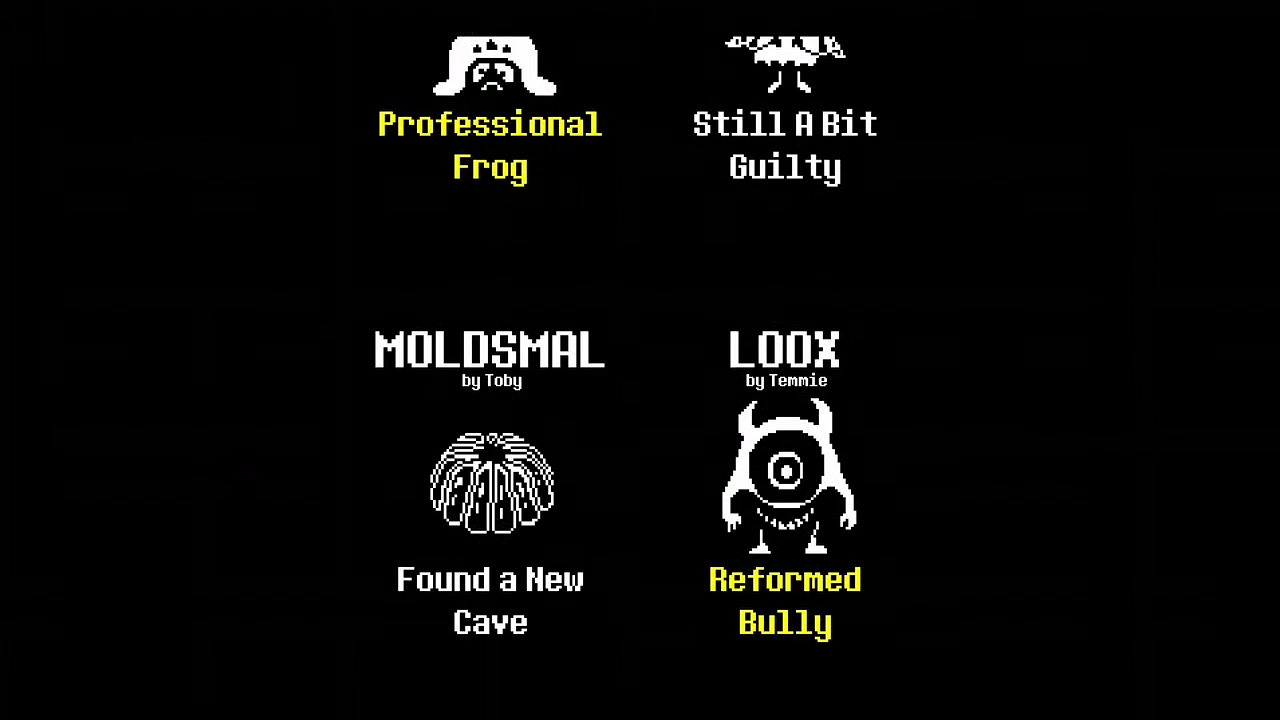 Professional
Frog
Still A Bit
Guilty
MOLDSMAL
by Toby
LOOX
by Temmie
Found a New
Cave
Reformed
Bully